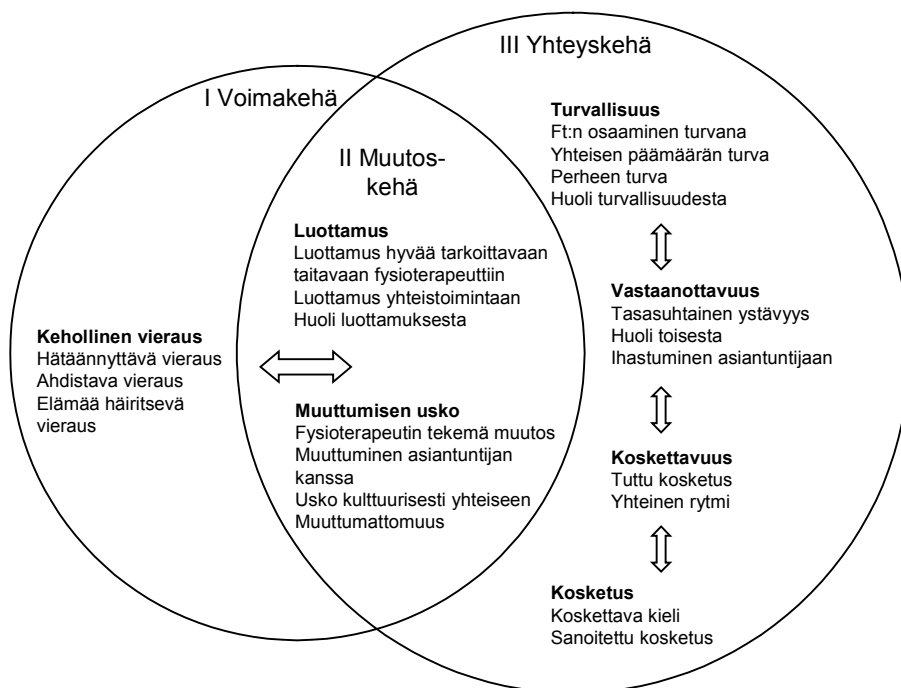 III Yhteyskehä
I Voimakehä
II Muutos-
kehä
Kehollinen vieraus
Hätäännyttävä vieraus
Ahdistava vieraus
Elämää häiritsevä
vieraus
Luottamus
Luottamus hyvää tarkoittavaan
taitavaan fysioterapeuttiin
Luottamus yhteistoimintaan
Huoli luottamuksesta
Muuttumisen usko
Fysioterapeutin tekemä muutos
Muuttuminen asiantuntijan
kanssa
Usko kulttuurisesti yhteiseen
Muuttumattomuus
Turvallisuus
Ft:n osaaminen turvana
Yhteisen päämäärän turva
Perheen turva
Huoli turvallisuudesta
Vastaanottavuus
Tasasuhtainen ystävyys
Huoli toisesta
Ihastuminen asiantuntijaan
Koskettavuus
Tuttu kosketus
Yhteinen rytmi
Kosketus
Koskettava kieli
Sanoitettu kosketus